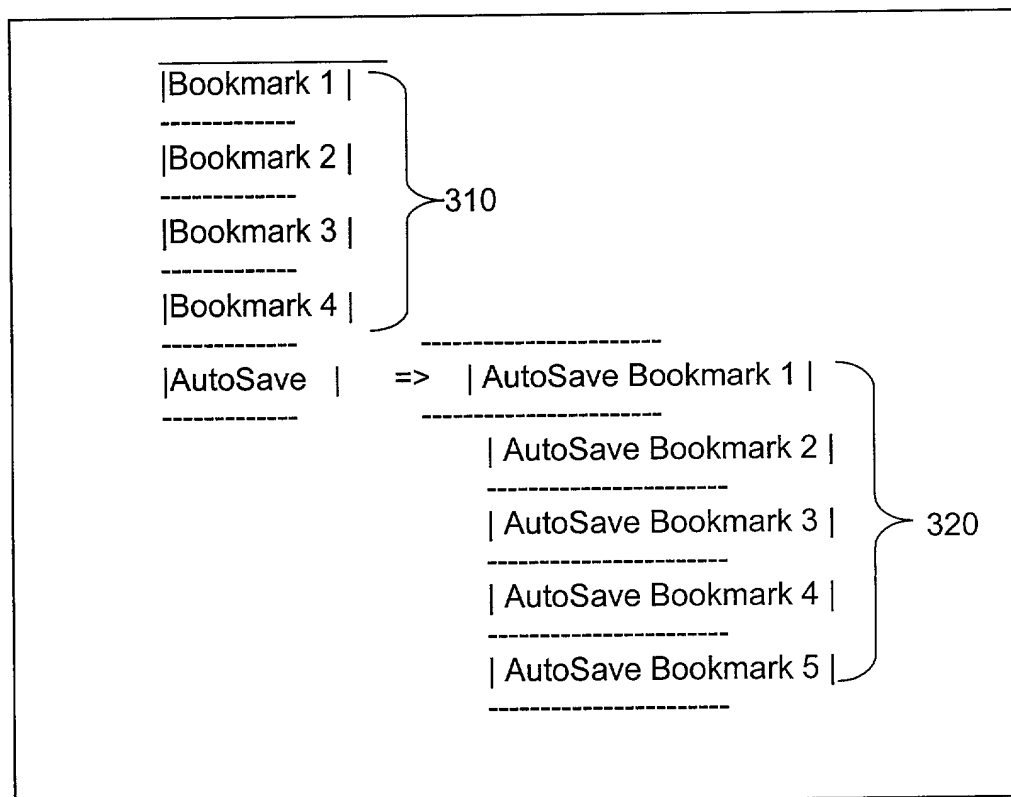 |Bookmark 1 |
-------------
|Bookmark 2 |
-------------
310
|Bookmark 3 |
-------------
|Bookmark 4 |
-------------
-----------------------
|AutoSave | => | AutoSave Bookmark 1 |
-------------
-----------------------
| AutoSave Bookmark 2 |
-----------------------
| AutoSave Bookmark 3 |
320
-----------------------
| AutoSave Bookmark 4 |
-----------------------
| AutoSave Bookmark 5 |
-----------------------